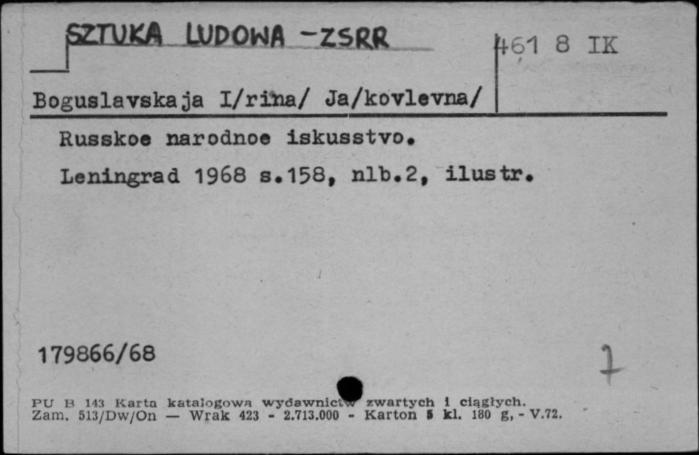 SZTUKA LUDOWA - ZSRR
461 8 IK
Boguslavskaja I/rina/ Ja/kovlevna/
Russkoe narodnoe iskusstvo.
Leningrad 1968 s.158, nlb.2, ilustr.
179866/68
7
PU B 143 Karta katalogowa wydawnictw zwartych i ciągłych.
Zam. 513/Dw/On — Wrak 423 - 2.713.000 - Karton 5 kl. 180 g, - V.72.